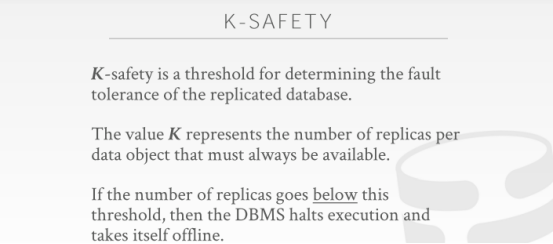 K-SAFETY
K-safety is a threshold for determining the fault
tolerance of the replicated database.
The value K represents the number of replicas per
data object that must always be available.
If the number of replicas goes below this
threshold, then the DBMS halts execution and
takes itself offline.